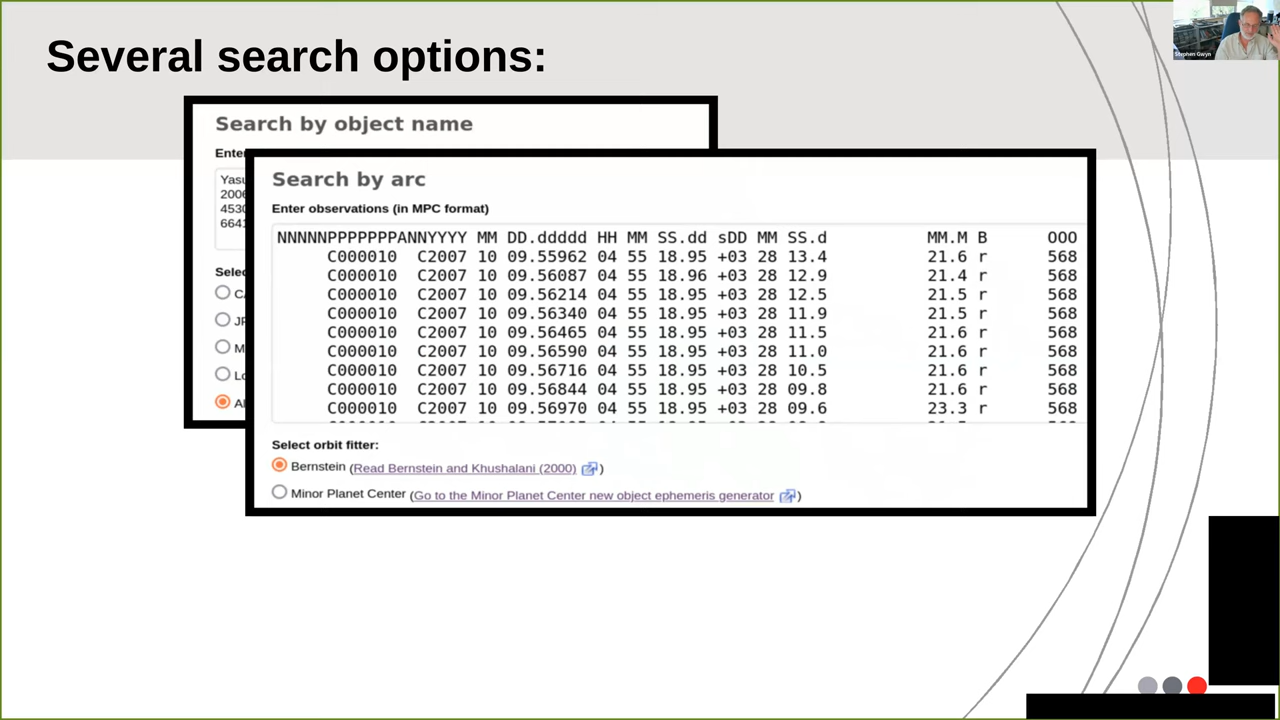 Several search options:
Stephen Gwyn
Search by object name
Search by arc
Enter observations (in MPC format)
NNNNNPPPPPPPANNYYYY MM DD.ddddd HH MM SS.dd sDD MM SS.d MM.M B OOO
C000010 C2007 10 09.55962 04 55 18.95 +03 28 13.4 21.6 r 568
C000010 C2007 10 09.56087 04 55 18.96 +03 28 12.9 21.4 r 568
C000010 C2007 10 09.56214 04 55 18.95 +03 28 12.5 21.5 r 568
C000010 C2007 10 09.56340 04 55 18.95 +03 28 11.9 21.5 r 568
C000010 C2007 10 09.56465 04 55 18.95 +03 28 11.5 21.6 r 568
C000010 C2007 10 09.56590 04 55 18.95 +03 28 11.0 21.6 r 568
C000010 C2007 10 09.56716 04 55 18.95 +03 28 10.5 21.6 r 568
C000010 C2007 10 09.56844 04 55 18.95 +03 28 09.8 21.6 r 568
C000010 C2007 10 09.56970 04 55 18.95 +03 28 09.6 23.3 r 568
Select orbit fitter:
Bernstein (Read Bernstein and Khushalani (2000) )
Minor Planet Center (Go to the Minor Planet Center new object ephemeris generator )